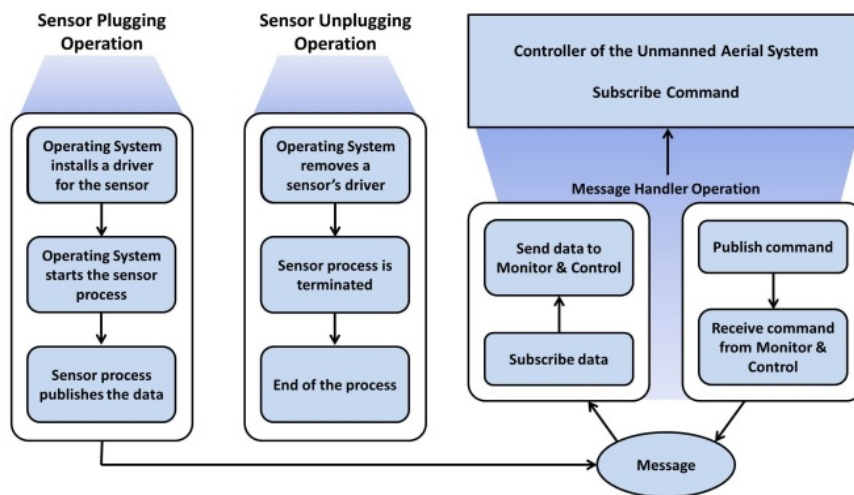 Sensor Plugging
Operation
Operating System
installs a driver
for the sensor
Operating System
starts the sensor
process
Sensor process
publishes the data
Sensor Unplugging
Operation
Operating System
removes a
sensor's driver
Sensor process is
terminated
End of the process
Controller of the Unmanned Aerial System
Subscribe Command
Message Handler Operation
Send data to
Monitor & Control
Subscribe data
Publish command
Receive command
from Monitor &
Control
Message